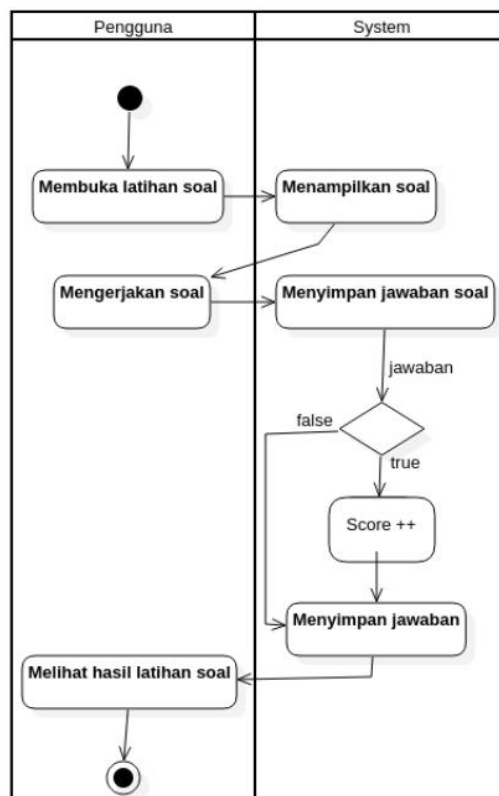 Pengguna
System
Membuka latihan soal
Menampilkan soal
Mengerjakan soal
Menyimpan jawaban soal
jawaban
false
true
Score ++
Menyimpan jawaban
Melihat hasil latihan soal